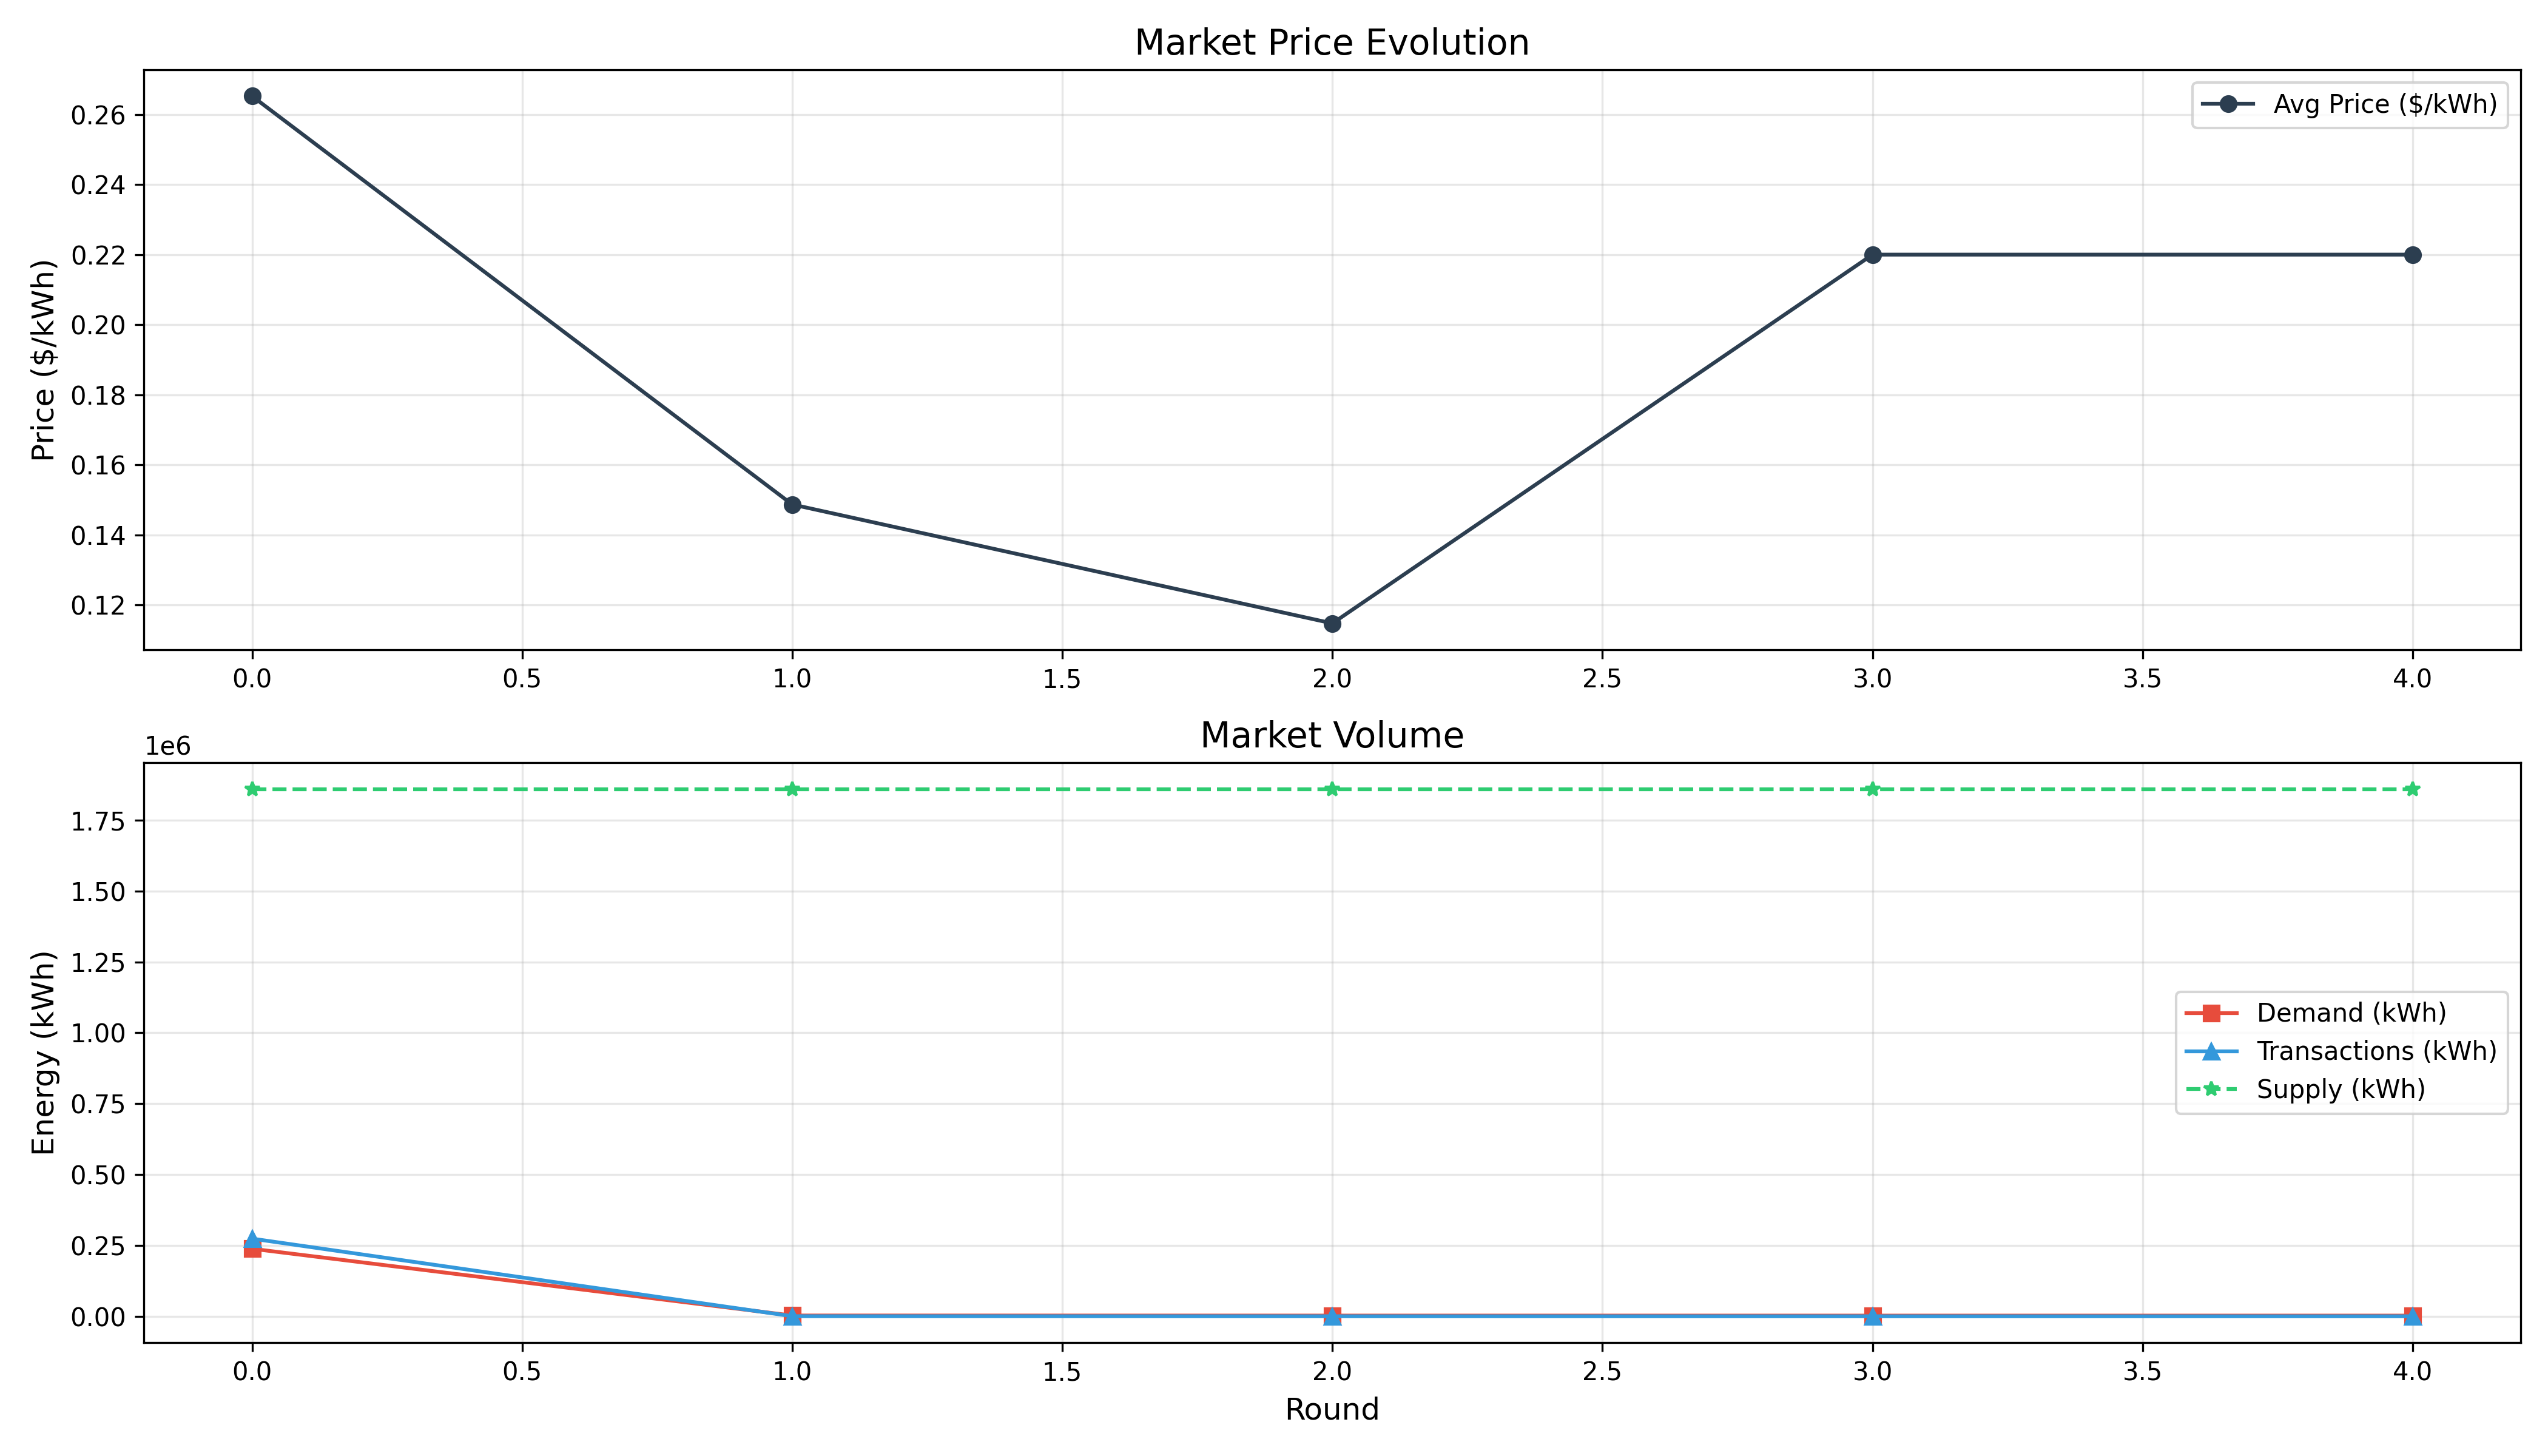 Market Price Evolution
Avg Price ($/kWh)
Price ($/kWh)
0.26
0.24
0.22
0.20
0.18
0.16
0.14
0.12
0.0 0.5 1.0 1.5 2.0 2.5 3.0 3.5 4.0
Market Volume
1e6
Energy (kWh)
1.75
1.50
1.25
1.00
0.75
0.50
0.25
0.00
Demand (kWh)
Transactions (kWh)
Supply (kWh)
0.0 0.5 1.0 1.5 2.0 2.5 3.0 3.5 4.0
Round